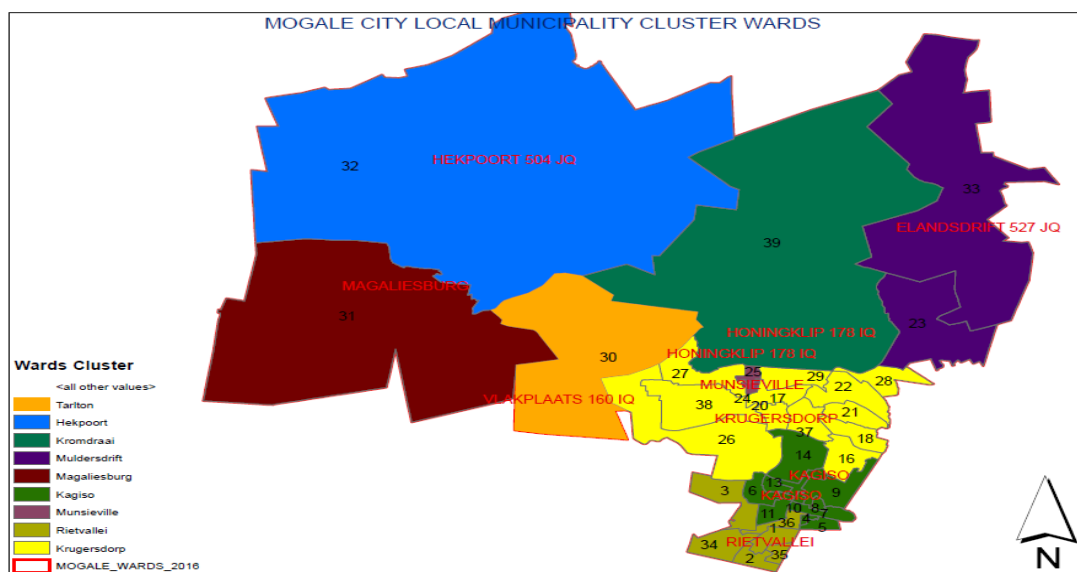 MOGALE CITY LOCAL MUNICIPALITY CLUSTER WARDS
32
HEKPOORT 504 JQ
33
ELANDSDRIFT 527 JQ
39
MAGALIESBURG
31
23
HONINGKLIP 178 IQ
30
HONINGKLIP 178 IQ
27
25
29
28
MUNSIEVILLE
22
VLAKPLAATS 160 IQ
38
24
17
20
21
KRUGERSDORP
26
37
18
14
16
KAGISO
3
6
13
9
KAGISO
11
10
8
7
4
5
1
36
34
RIETVALLEI
2
35
Wards Cluster
<all other values>
Tarlton
Hekpoort
Kromdraai
Muldersdrift
Magaliesburg
Kagiso
Munsieville
Rietvallei
Krugersdorp
MOGALE_WARDS_2016
N